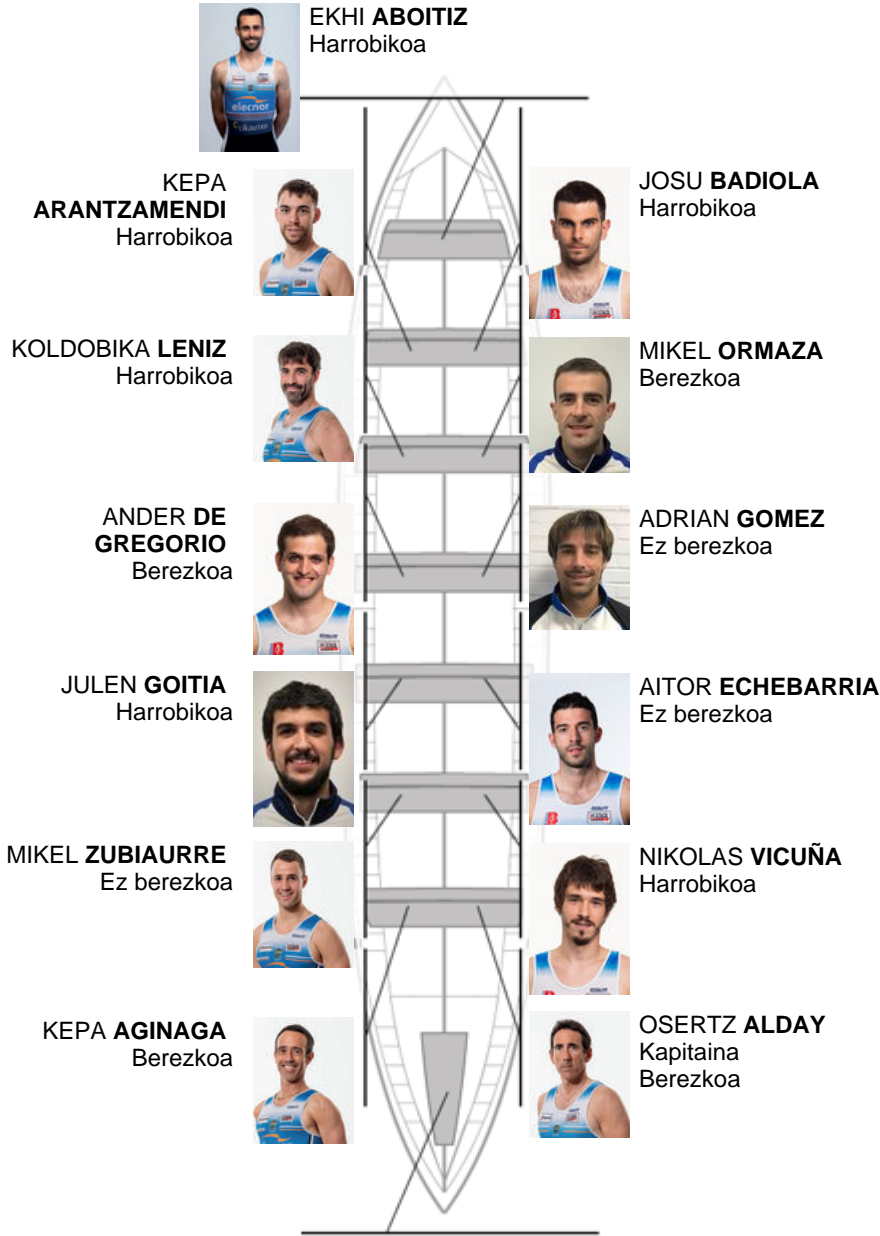 EKHI ABOITIZ
Harrobikoa
elecnor
KEPA
ARANTZAMENDI
Harrobikoa
JOSU BADIOLA
Harrobikoa
KOLDOBIKA LENIZ
Harrobikoa
MIKEL ORMAZA
Berezkoa
ANDER DE
GREGORIO
Berezkoa
ADRIAN GOMEZ
Ez berezkoa
JULEN GOITIA
Harrobikoa
AITOR ECHEBARRIA
Ez berezkoa
MIKEL ZUBIAURRE
Ez berezkoa
NIKOLAS VICUÑA
Harrobikoa
KEPA AGINAGA
Berezkoa
OSERTZ ALDAY
Kapitaina
Berezkoa